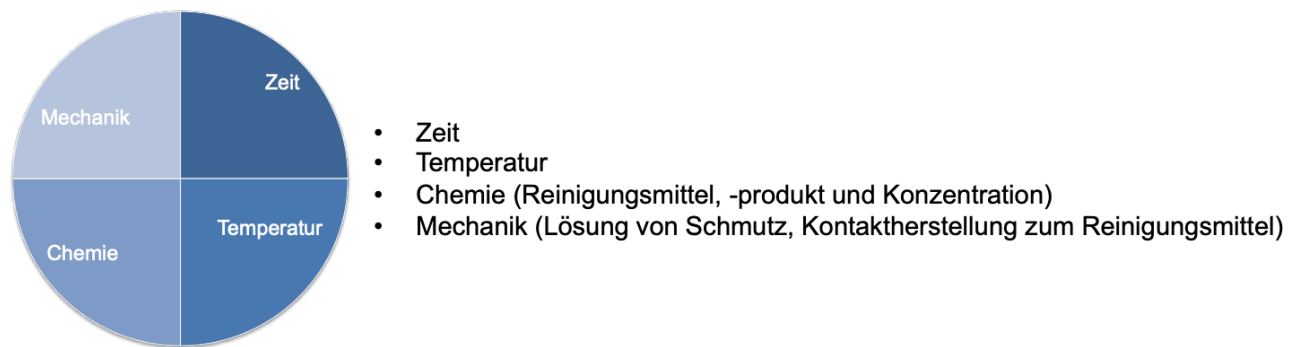 Zeit
Mechanik
Temperatur
Chemie
• Zeit
• Temperatur
• Chemie (Reinigungsmittel, -produkt und Konzentration)
• Mechanik (Lösung von Schmutz, Kontaktherstellung zum Reinigungsmittel)